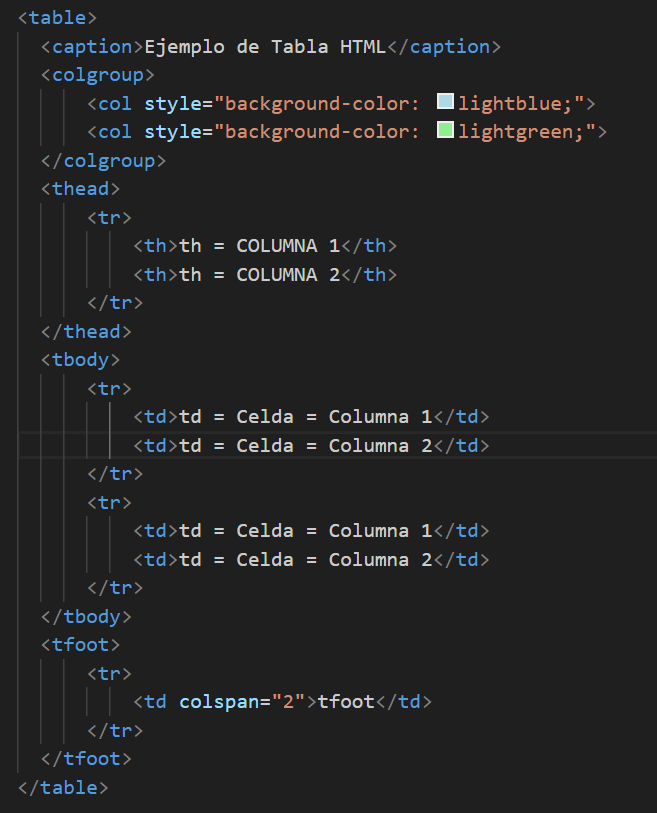 <table>
<caption>Ejemplo de Tabla HTML</caption>
<colgroup>
<col style="background-color: lightblue;">
<col style="background-color: lightgreen;">
</colgroup>
<thead>
<tr>
<th>th = COLUMNA 1</th>
<th>th = COLUMNA 2</th>
</tr>
</thead>
<tbody>
<tr>
<td>td = Celda = Columna 1</td>
<td>td = Celda = Columna 2</td>
</tr>
<tr>
<td>td = Celda = Columna 1</td>
<td>td = Celda = Columna 2</td>
</tr>
</tbody>
<tfoot>
<tr>
<td colspan="2">tfoot</td>
</tr>
</tfoot>
</table>